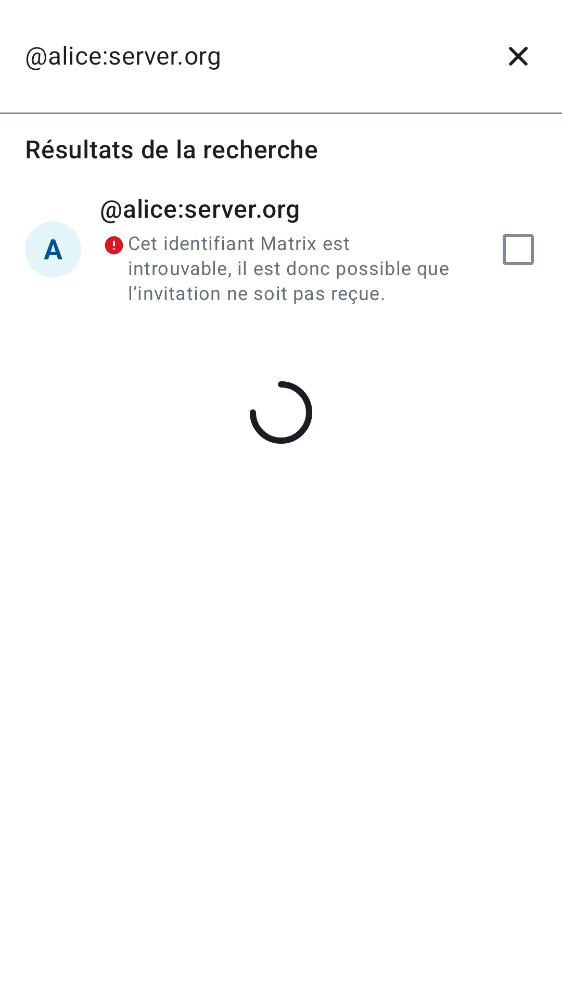 @alice:server.org
Résultats de la recherche
@alice:server.org
A
Cet identifiant Matrix est
introuvable, il est donc possible que
l’invitation ne soit pas reçue.